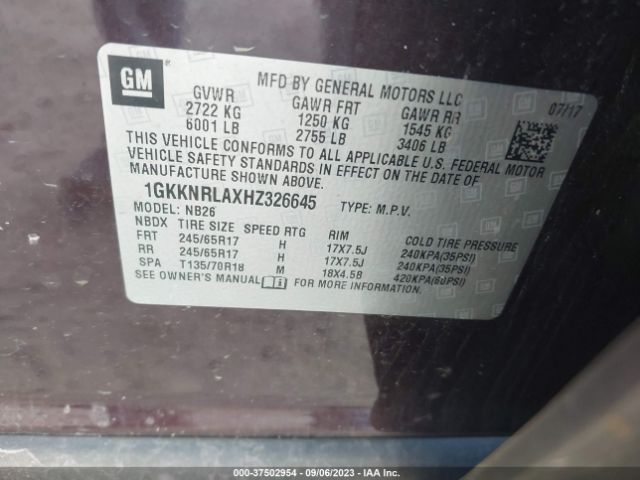 GM
MFD BY GENERAL MOTORS LLC
07/17
GVWR GAWR FRT GAWR RR
2722 KG 1250 KG 1545 KG
6001 LB 2755 LB 3406 LB
THIS VEHICLE CONFORMS TO ALL APPLICABLE U.S. FEDERAL MOTOR
VEHICLE SAFETY STANDARDS IN EFFECT ON THE DATE OF
MANUFACTURE SHOWN ABOVE.
1GKKNRLAXHZ326645 TYPE: M.P.V.
MODEL: NB26
NBDX TIRE SIZE SPEED RTG RIM COLD TIRE PRESSURE
FRT 245/65R17 H 17X7.5J 240KPA(35PSI)
RR 245/65R17 H 17X7.5J 240KPA(35PSI)
SPA T135/70R18 M 18X4.5B 420KPA(60PSI)
SEE OWNER'S MANUAL FOR MORE INFORMATION.
000-37502954 - 09/06/2023 - IAA Inc.